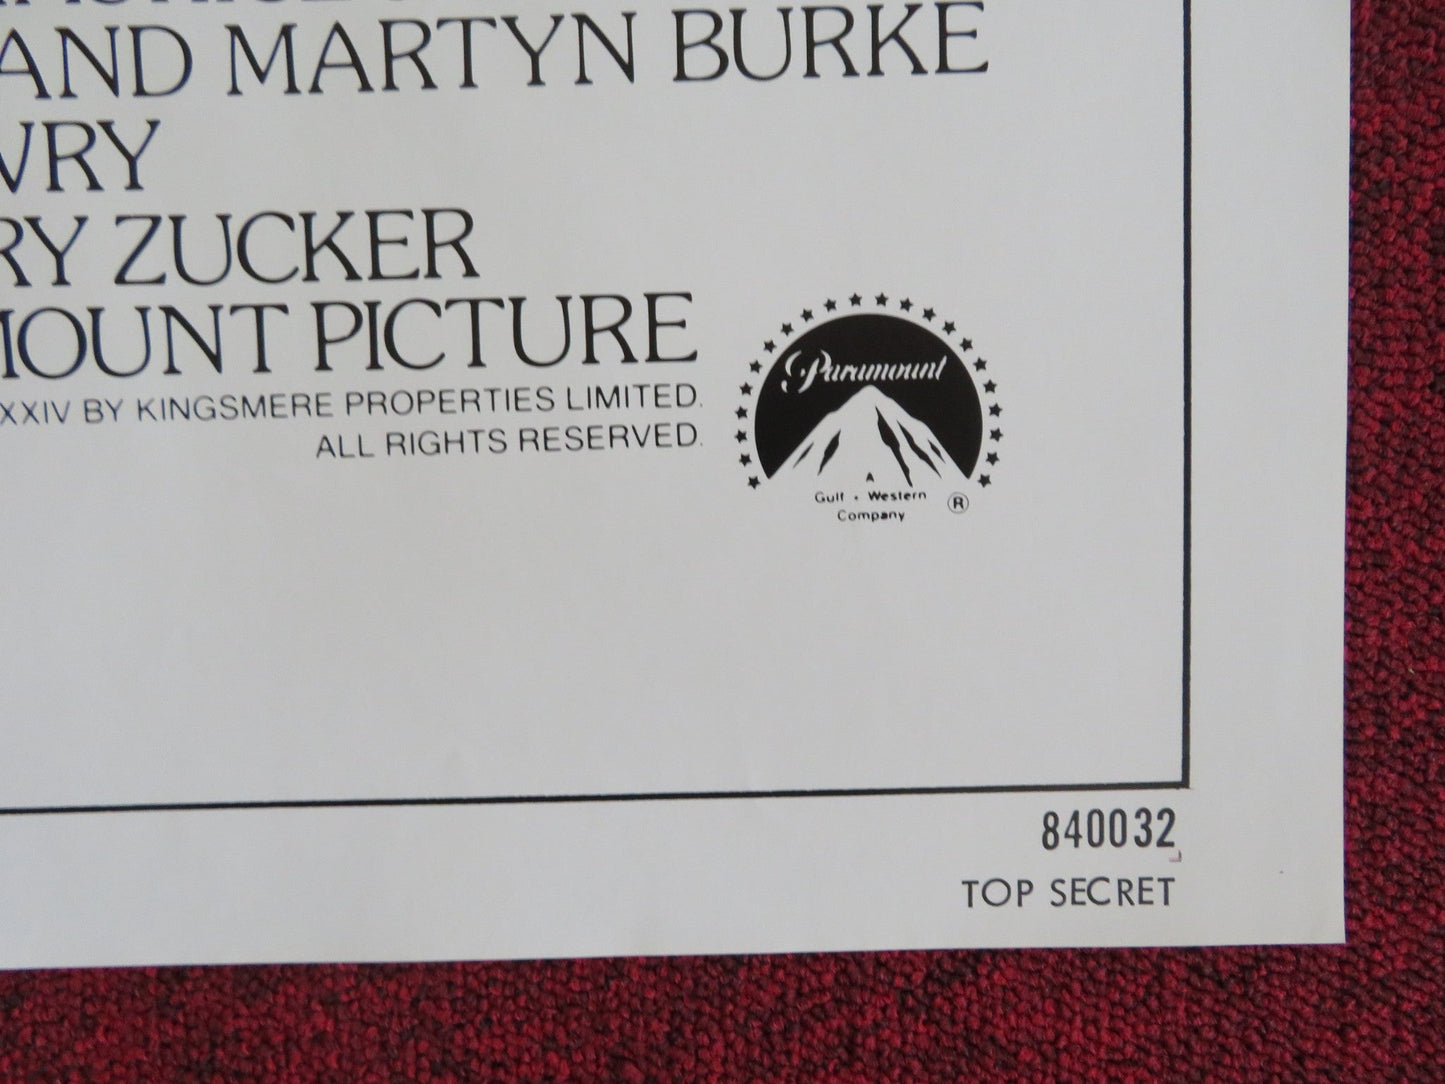 AND MARTYN BURKE
VRY
RY ZUCKER
MOUNT PICTURE
XXIV BY KINGSMERE PROPERTIES LIMITED.
ALL RIGHTS RESERVED.
Paramount
A
Gulf + Western
Company
®
840032
TOP SECRET